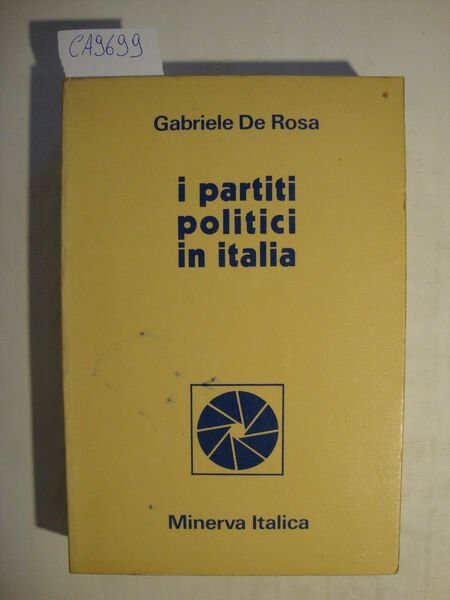 CA9699
Gabriele De Rosa
i partiti
politici
in italia
Minerva Italica